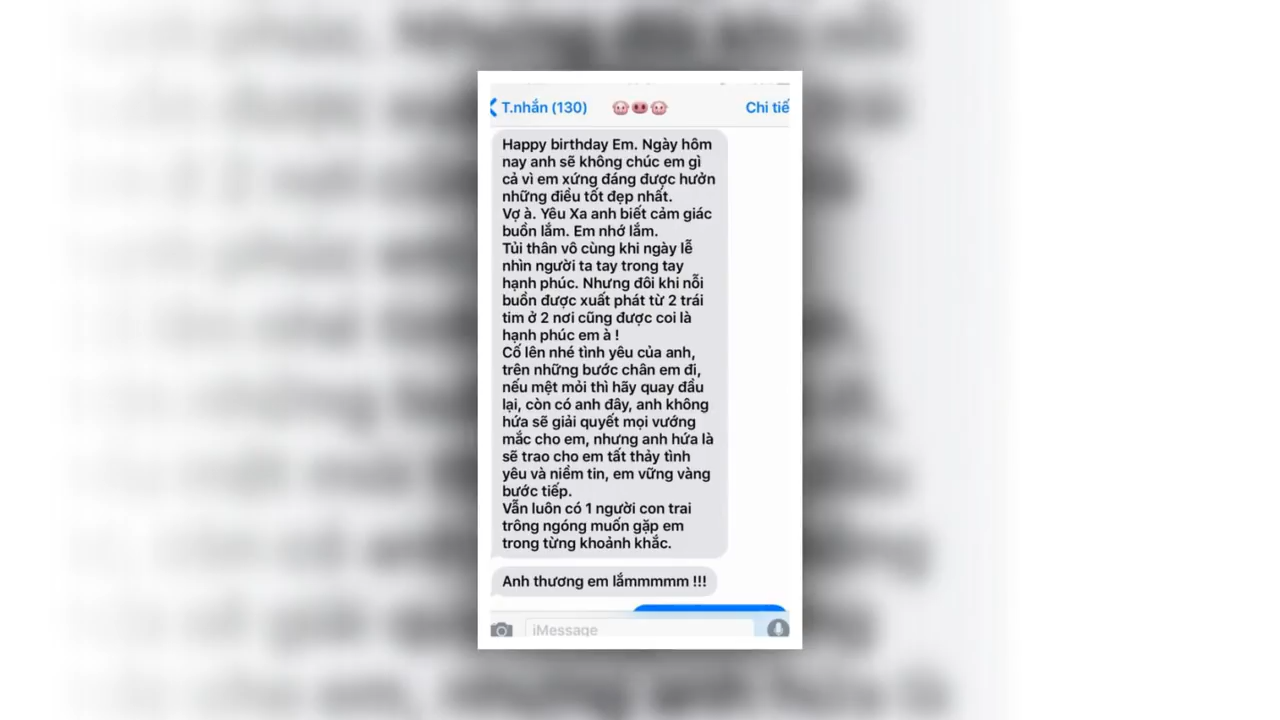 T.nhắn (130) 🐷🐽🐷 Chi tiế
Happy birthday Em. Ngày hôm
nay anh sẽ không chúc em gì
cả vì em xứng đáng được hưởn
những điều tốt đẹp nhất.
Vợ à. Yêu Xa anh biết cảm giác
buồn lắm. Em nhớ lắm.
Tủi thân vô cùng khi ngày lễ
nhìn người ta tay trong tay
hạnh phúc. Nhưng đôi khi nỗi
buồn được xuất phát từ 2 trái
tim ở 2 nơi cũng được coi là
hạnh phúc em à !
Cố lên nhé tình yêu của anh,
trên những bước chân em đi,
nếu mệt mỏi thì hãy quay đầu
lại, còn có anh đây, anh không
hứa sẽ giải quyết mọi vướng
mắc cho em, nhưng anh hứa là
sẽ trao cho em tất thảy tình
yêu và niềm tin, em vững vàng
bước tiếp.
Vẫn luôn có 1 người con trai
trông ngóng muốn gặp em
trong từng khoảnh khắc.
Anh thương em lắmmmmm !!!
iMessage